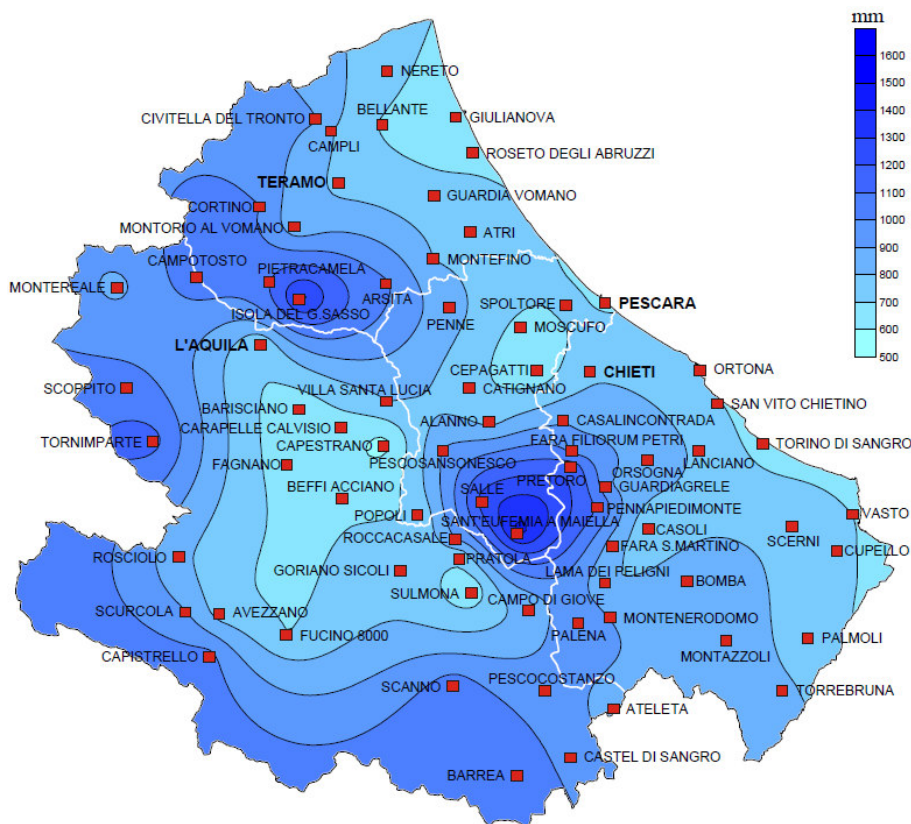 mm
1600
1500
1400
1300
1200
1100
1000
900
800
700
600
500
NERETO
BELLANTE
CIVITELLA DEL TRONTO
GIULIANOVA
CAMPLI
ROSETO DEGLI ABRUZZI
TERAMO
GUARDIA VOMANO
CORTINO
MONTORIO AL VOMANO
ATRI
CAMPOTOSTO
PIETRACAMELA
MONTEFINO
MONTEREALE
ARSITA
ISOLA DEL G.SASSO
PENNE
SPOLTORE
PESCARA
MOSCUFO
L'AQUILA
CEPAGATTI
CHIETI
ORTONA
SCOPPITO
VILLA SANTA LUCIA
CATIGNANO
BARISCIANO
SAN VITO CHIETINO
CARAPELLE CALVISIO
ALANNO
CASALINCONTRADA
TORNIMPARTE
CAPESTRANO
FARA FILIORUM PETRI
TORINO DI SANGRO
FAGNANO
PESCOSANSONESCO
LANCIANO
ORSOGNA
PRETORO
BEFFI ACCIANO
SALLE
GUARDIAGRELE
POPOLI
SANT'EUFEMIA A MAIELLA
PENNAPIEDIMONTE
VASTO
CASOLI
SCERNI
ROCCACASALE
FARA S.MARTINO
CUPELLO
ROSCIOLO
PRATOLA
GORIANO SICOLI
LAMA DEI PELIGNI
BOMBA
SULMONA
SCURCOLA
AVEZZANO
CAMPO DI GIOVE
MONTENERODOMO
FUCINO 8000
PALENA
PALMOLI
MONTAZZOLI
CAPISTRELLO
PESCOCOSTANZO
SCANNO
TORREBRUNA
ATELETA
CASTEL DI SANGRO
BARREA